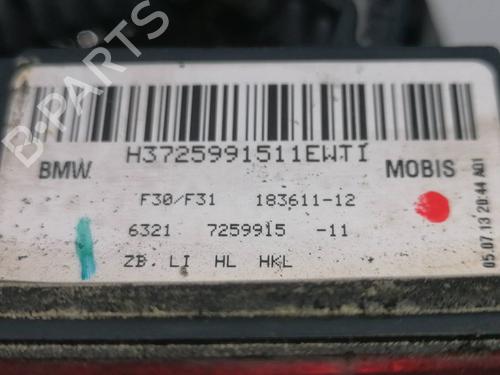 H3725991511EWTI
BMW MOBIS
F30/F31 183611-12
6321 7259915 -11
ZB. LI HL HKL
05.07.13 20:44 A01
B-PARTS